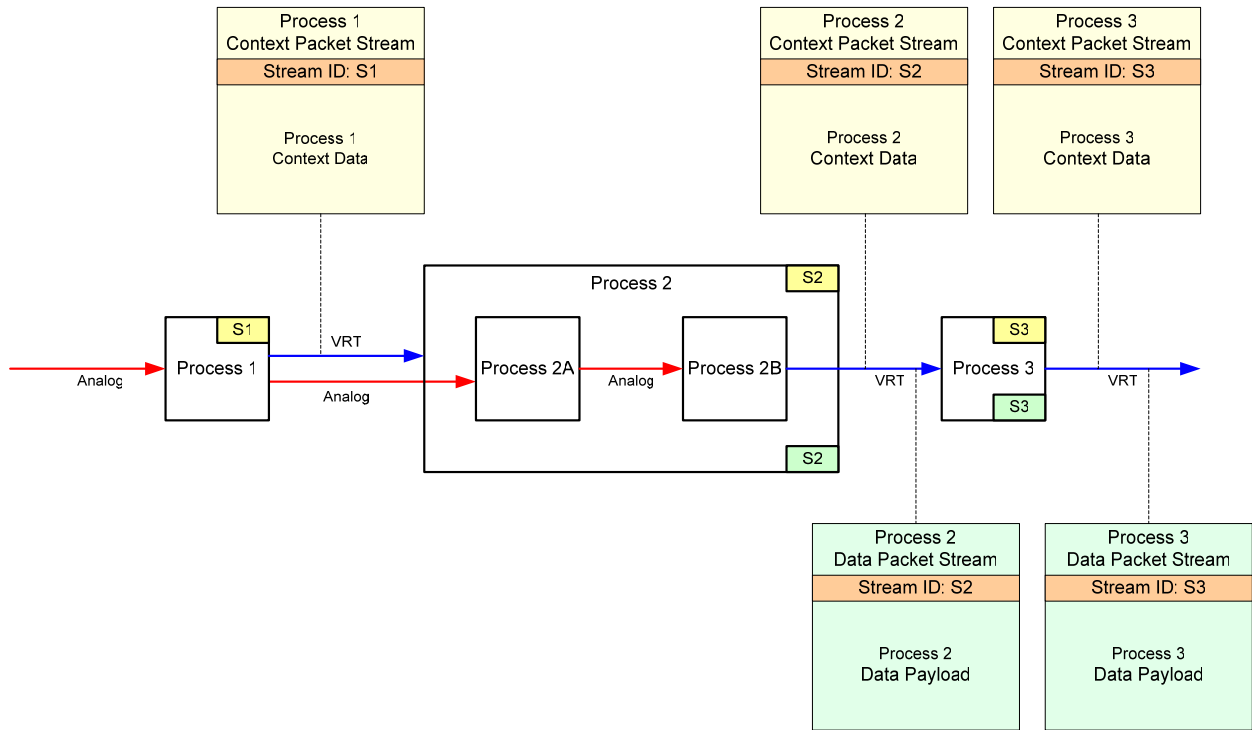 Process 1
Context Packet Stream
Stream ID: S1
Process 1
Context Data
Process 2
Context Packet Stream
Stream ID: S2
Process 2
Context Data
Process 3
Context Packet Stream
Stream ID: S3
Process 3
Context Data
Analog
S1
Process 1
VRT
Analog
Process 2
S2
Process 2A
Analog
Process 2B
S2
VRT
S3
Process 3
S3
VRT
Process 2
Data Packet Stream
Stream ID: S2
Process 2
Data Payload
Process 3
Data Packet Stream
Stream ID: S3
Process 3
Data Payload